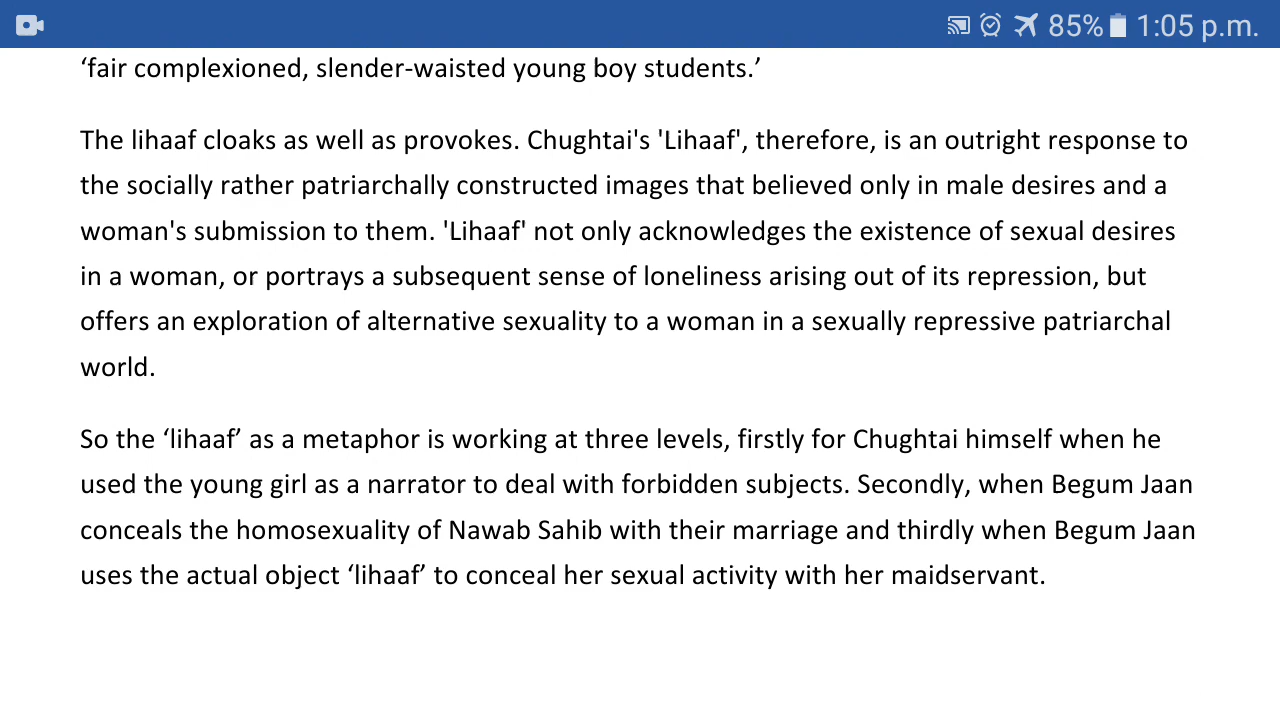 85% 1:05 p.m.
‘fair complexioned, slender-waisted young boy students.’
The lihaaf cloaks as well as provokes. Chughtai's 'Lihaaf', therefore, is an outright response to
the socially rather patriarchally constructed images that believed only in male desires and a
woman's submission to them. 'Lihaaf' not only acknowledges the existence of sexual desires
in a woman, or portrays a subsequent sense of loneliness arising out of its repression, but
offers an exploration of alternative sexuality to a woman in a sexually repressive patriarchal
world.
So the ‘lihaaf’ as a metaphor is working at three levels, firstly for Chughtai himself when he
used the young girl as a narrator to deal with forbidden subjects. Secondly, when Begum Jaan
conceals the homosexuality of Nawab Sahib with their marriage and thirdly when Begum Jaan
uses the actual object ‘lihaaf’ to conceal her sexual activity with her maidservant.